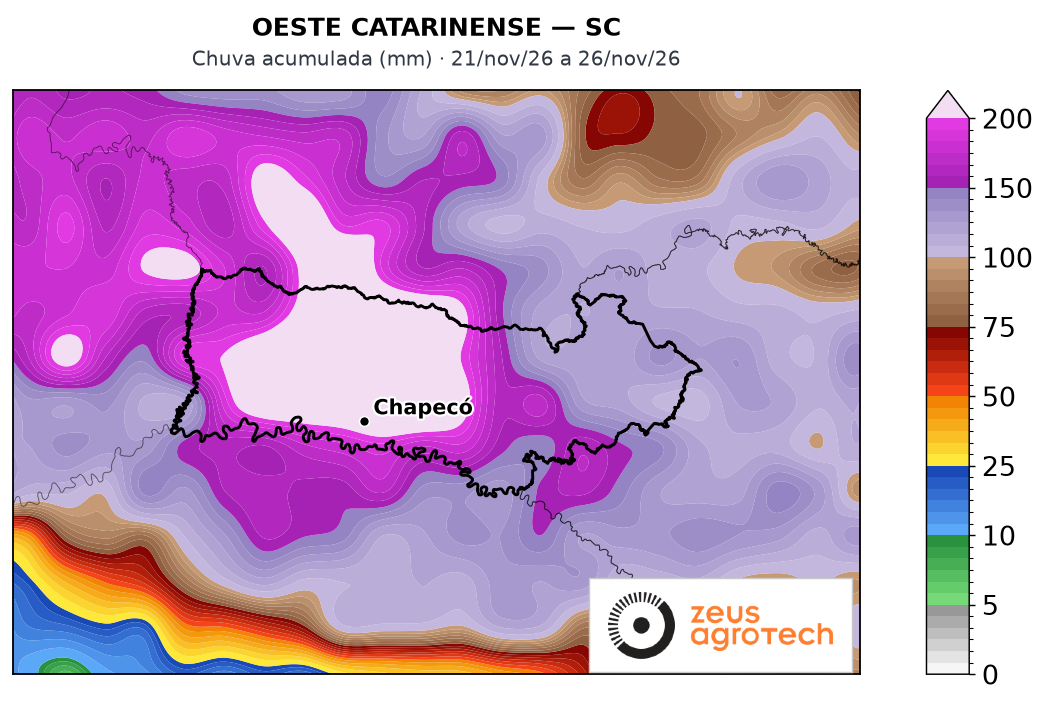 OESTE CATARINENSE — SC
Chuva acumulada (mm) · 21/nov/26 a 26/nov/26
200
150
100
75
50
25
10
5
0
Chapecó
zeus
agrotech